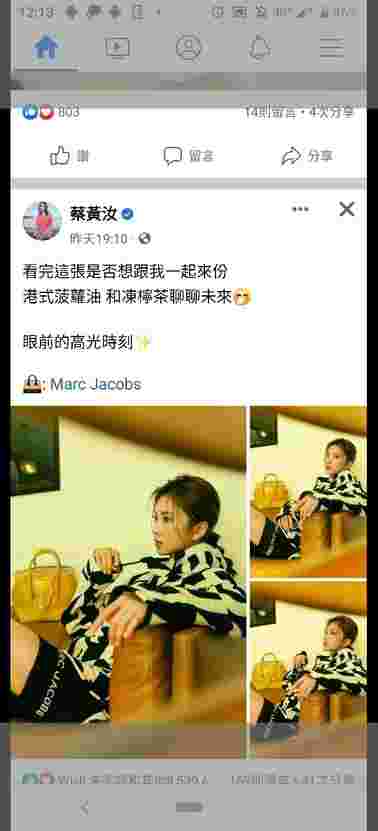 12:13
803
14則留言・4次分享
讚
留言
分享
蔡黃汝
昨天19:10
看完這張是否想跟我一起來份
港式菠蘿油 和凍檸茶聊聊未來
眼前的高光時刻
: Marc Jacobs
JACOBS